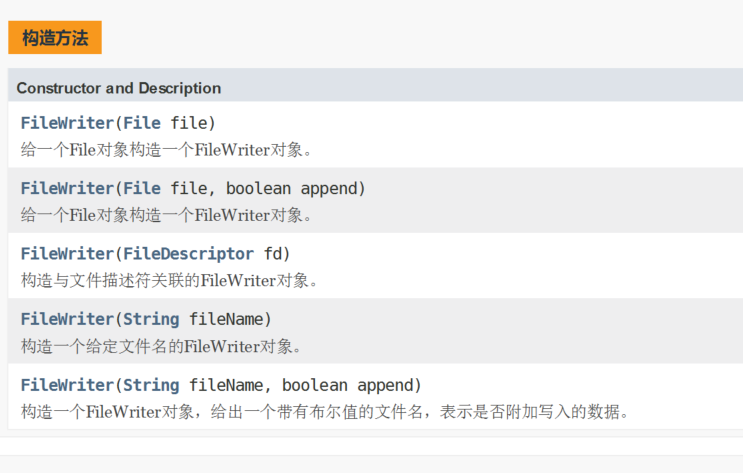 构造方法
Constructor and Description
FileWriter(File file)
给一个File对象构造一个FileWriter对象。
FileWriter(File file, boolean append)
给一个File对象构造一个FileWriter对象。
FileWriter(FileDescriptor fd)
构造与文件描述符关联的FileWriter对象。
FileWriter(String fileName)
构造一个给定文件名的FileWriter对象。
FileWriter(String fileName, boolean append)
构造一个FileWriter对象，给出一个带有布尔值的文件名，表示是否附加写入的数据。